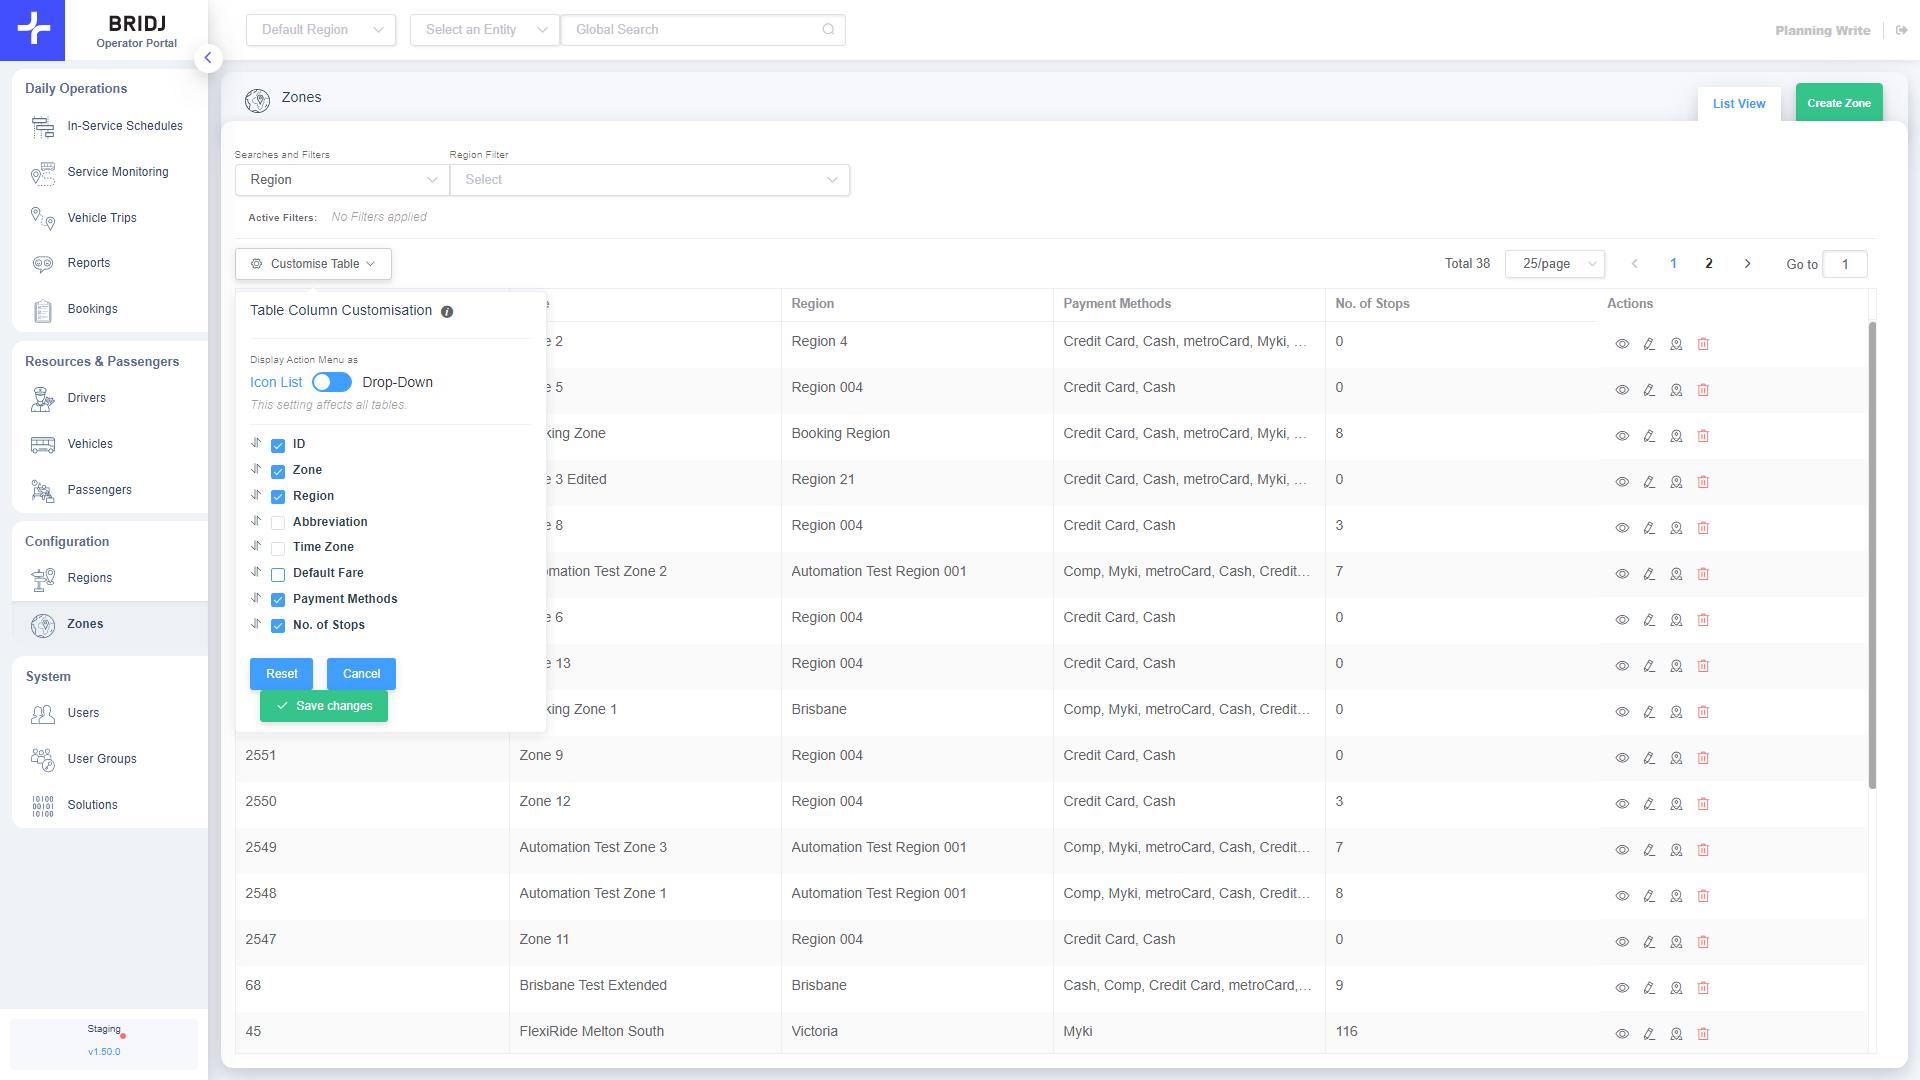 BRIDJ
Operator Portal
Default Region
Select an Entity
Global Search
Planning Write
Daily Operations
In-Service Schedules
Service Monitoring
Vehicle Trips
Reports
Bookings
Resources & Passengers
Drivers
Vehicles
Passengers
Configuration
Regions
Zones
System
Users
User Groups
Solutions
Staging
v1.50.0
Zones
List View
Create Zone
Searches and Filters
Region Filter
Region
Select
Active Filters: No Filters applied
Customise Table
Total 38
25/page
1
2
Go to 1
Table Column Customisation
Display Action Menu as
Icon List
Drop-Down
This setting affects all tables.
ID
Zone
Region
Abbreviation
Time Zone
Default Fare
Payment Methods
No. of Stops
Reset
Cancel
Save changes
e Region Payment Methods No. of Stops Actions
e 2 Region 4 Credit Card, Cash, metroCard, Myki, ... 0
e 5 Region 004 Credit Card, Cash 0
king Zone Booking Region Credit Card, Cash, metroCard, Myki, ... 8
e 3 Edited Region 21 Credit Card, Cash, metroCard, Myki, ... 0
e 8 Region 004 Credit Card, Cash 3
omation Test Zone 2 Automation Test Region 001 Comp, Myki, metroCard, Cash, Credit... 7
e 6 Region 004 Credit Card, Cash 0
e 13 Region 004 Credit Card, Cash 0
king Zone 1 Brisbane Comp, Myki, metroCard, Cash, Credit... 0
2551 Zone 9 Region 004 Credit Card, Cash 0
2550 Zone 12 Region 004 Credit Card, Cash 3
2549 Automation Test Zone 3 Automation Test Region 001 Comp, Myki, metroCard, Cash, Credit... 7
2548 Automation Test Zone 1 Automation Test Region 001 Comp, Myki, metroCard, Cash, Credit... 8
2547 Zone 11 Region 004 Credit Card, Cash 0
68 Brisbane Test Extended Brisbane Cash, Comp, Credit Card, metroCard,... 9
45 FlexiRide Melton South Victoria Myki 116